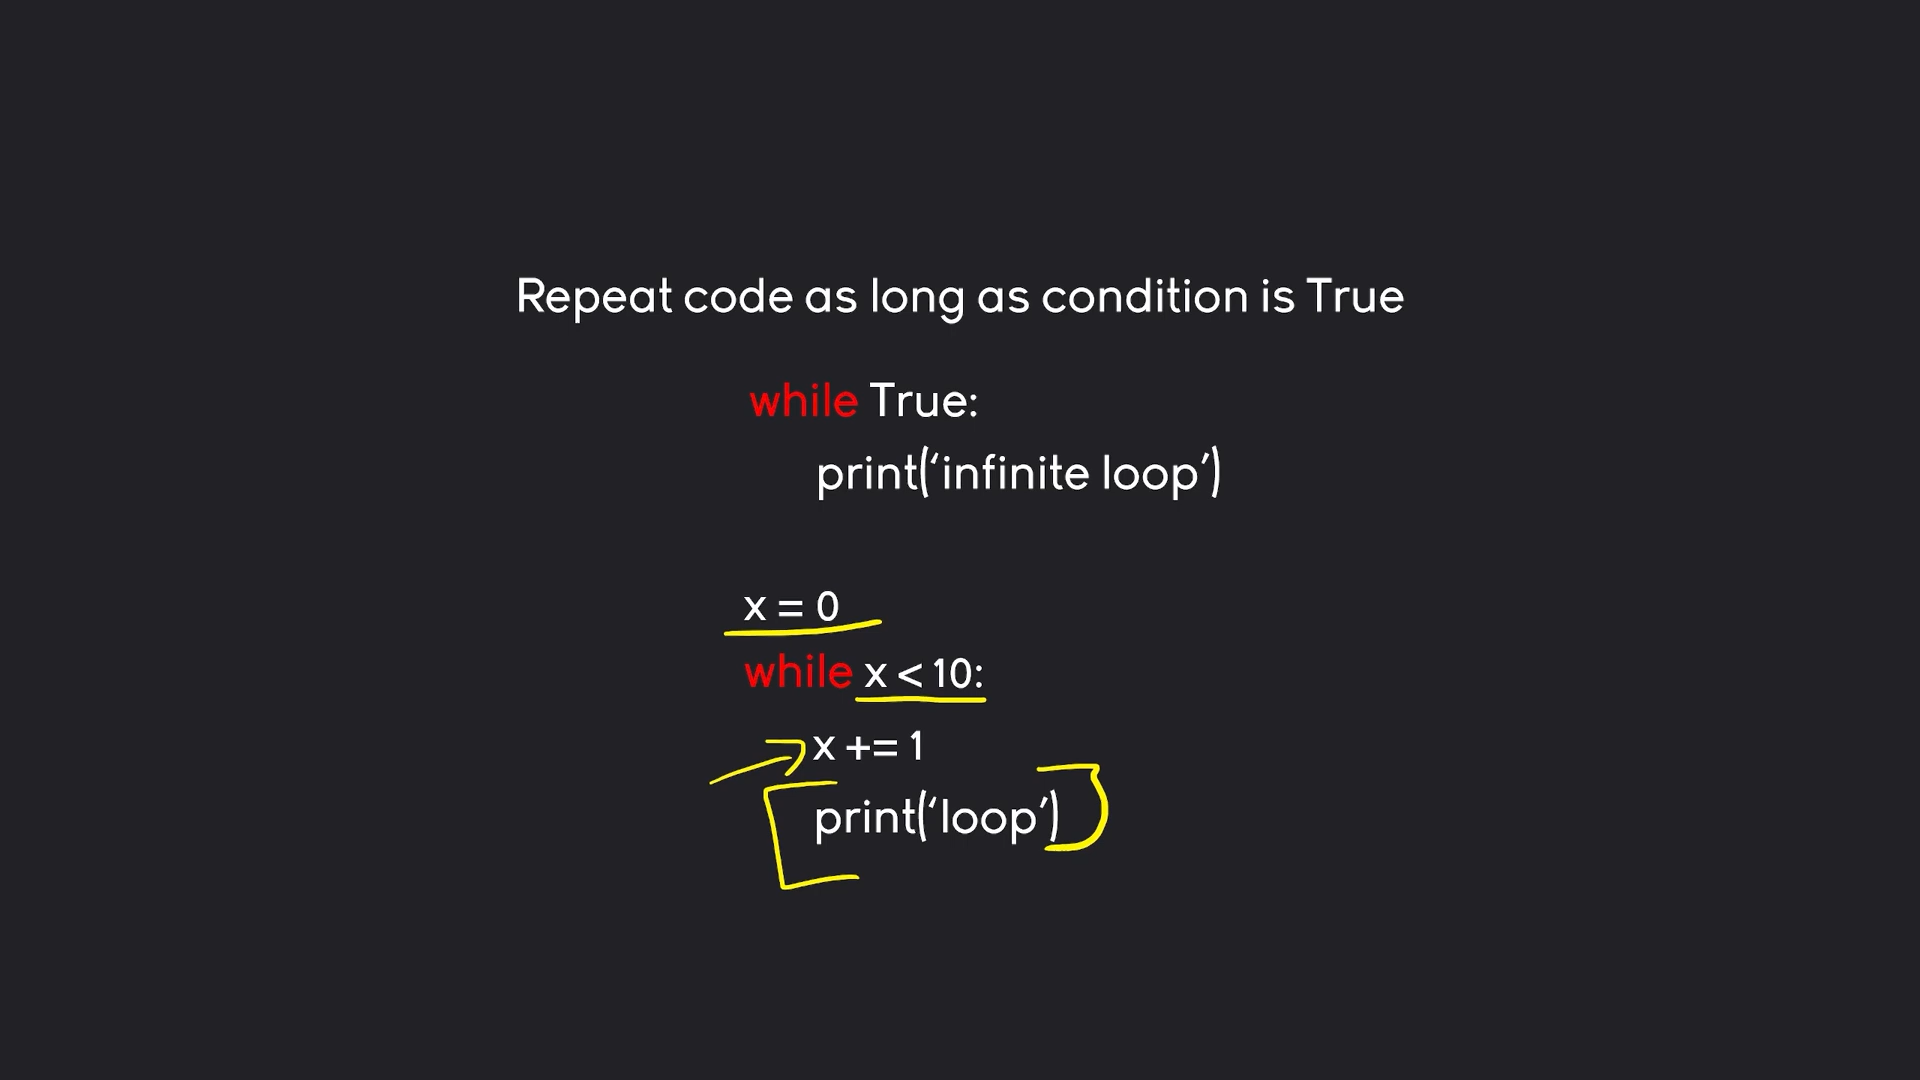 Repeat code as long as condition is True
while True:
print(‘infinite loop’)
x = 0
while x < 10:
x += 1
print(‘loop’)